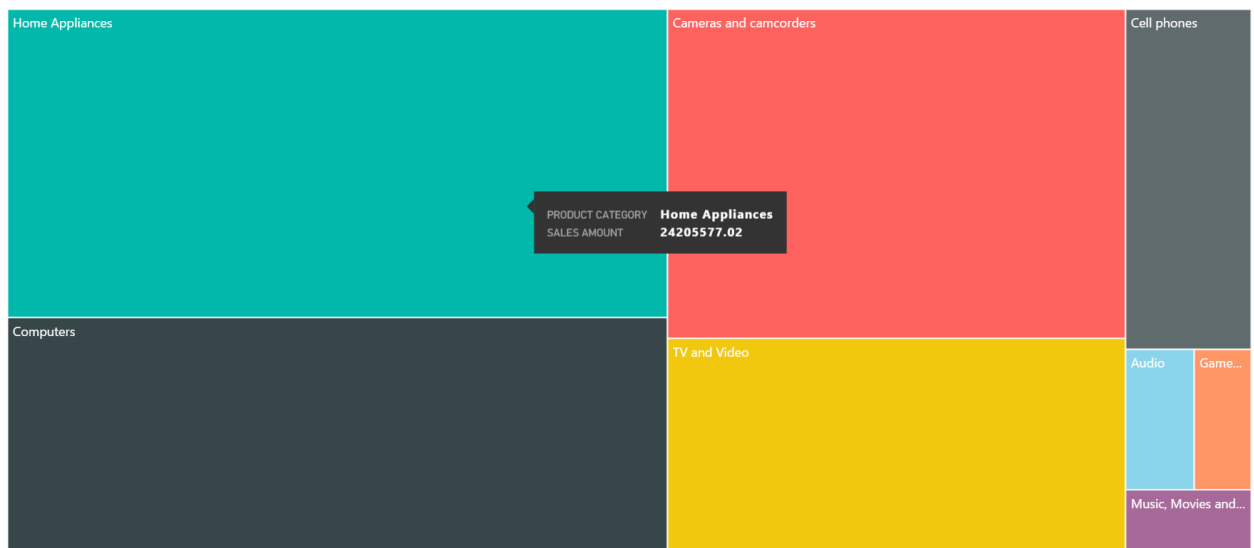 Home Appliances
Cameras and camcorders
Cell phones
PRODUCT CATEGORY Home Appliances
SALES AMOUNT 24205577.02
Computers
TV and Video
Audio
Game...
Music, Movies and...